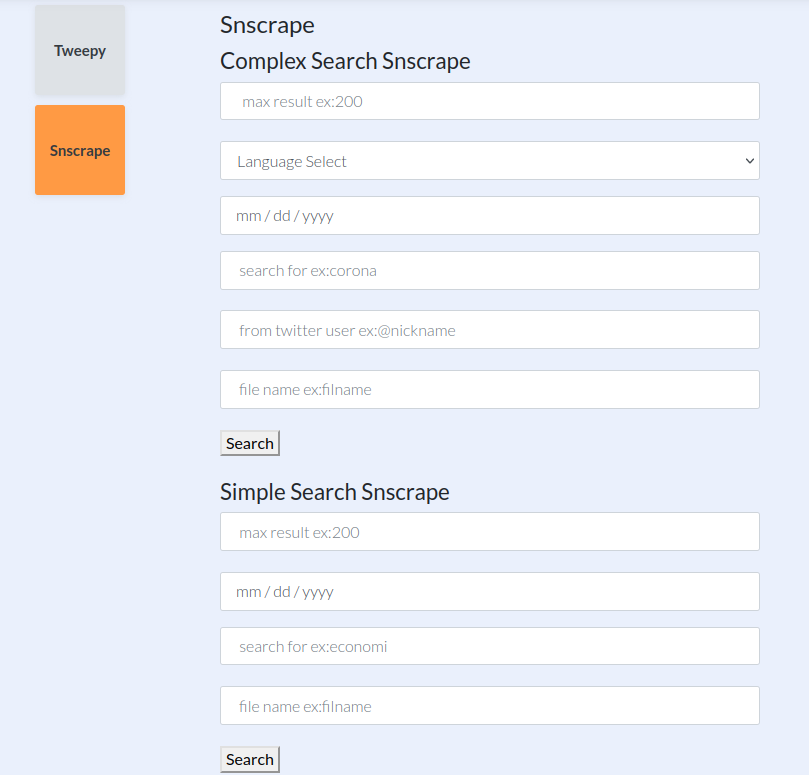 Tweepy
Snscrape
Snscrape
Complex Search Snscrape
max result ex:200
Language Select
mm / dd / yyyy
search for ex:corona
from twitter user ex:@nickname
file name ex:filname
Search
Simple Search Snscrape
max result ex:200
mm / dd / yyyy
search for ex:economi
file name ex:filname
Search